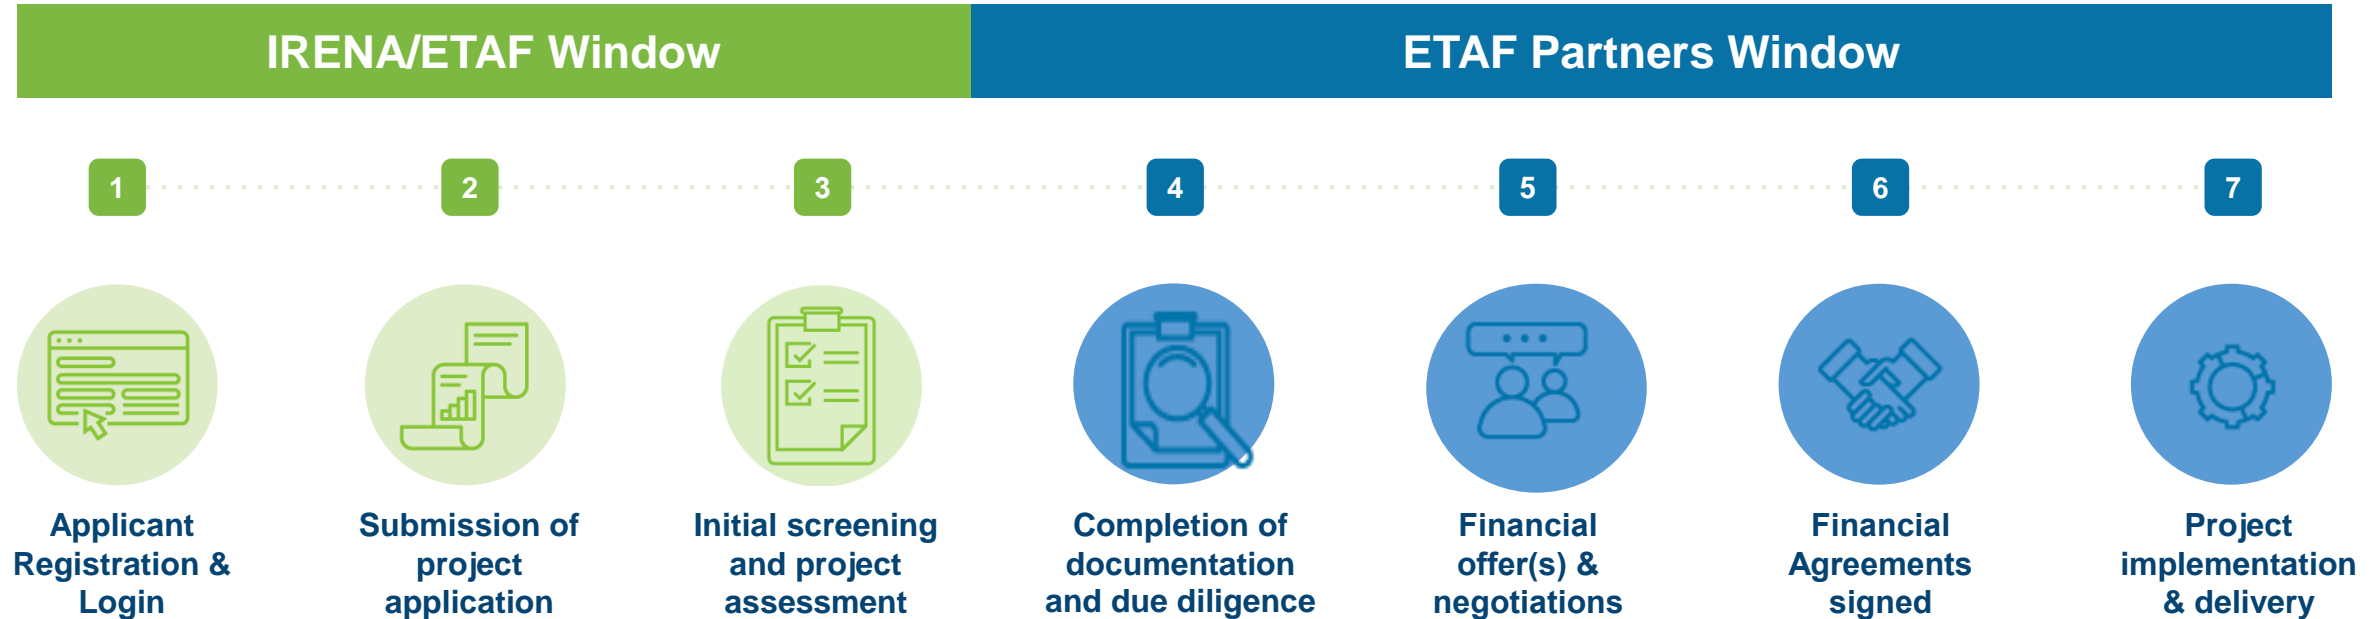 IRENA/ETAF Window
ETAF Partners Window
1
2
3
4
5
6
7
Applicant
Registration &
Login
Submission of
project
application
Initial screening
and project
assessment
Completion of
documentation
and due diligence
Financial
offer(s) &
negotiations
Financial
Agreements
signed
Project
implementation
& delivery